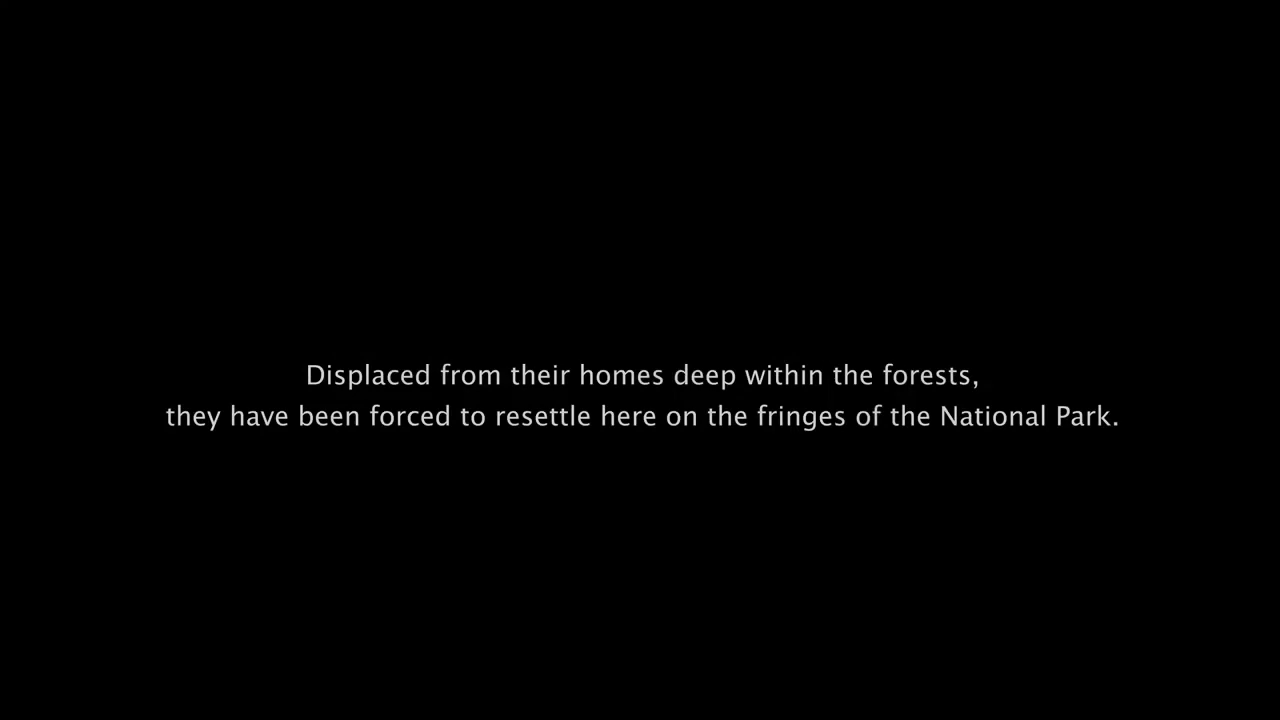 Displaced from their homes deep within the forests,
they have been forced to resettle here on the fringes of the National Park.